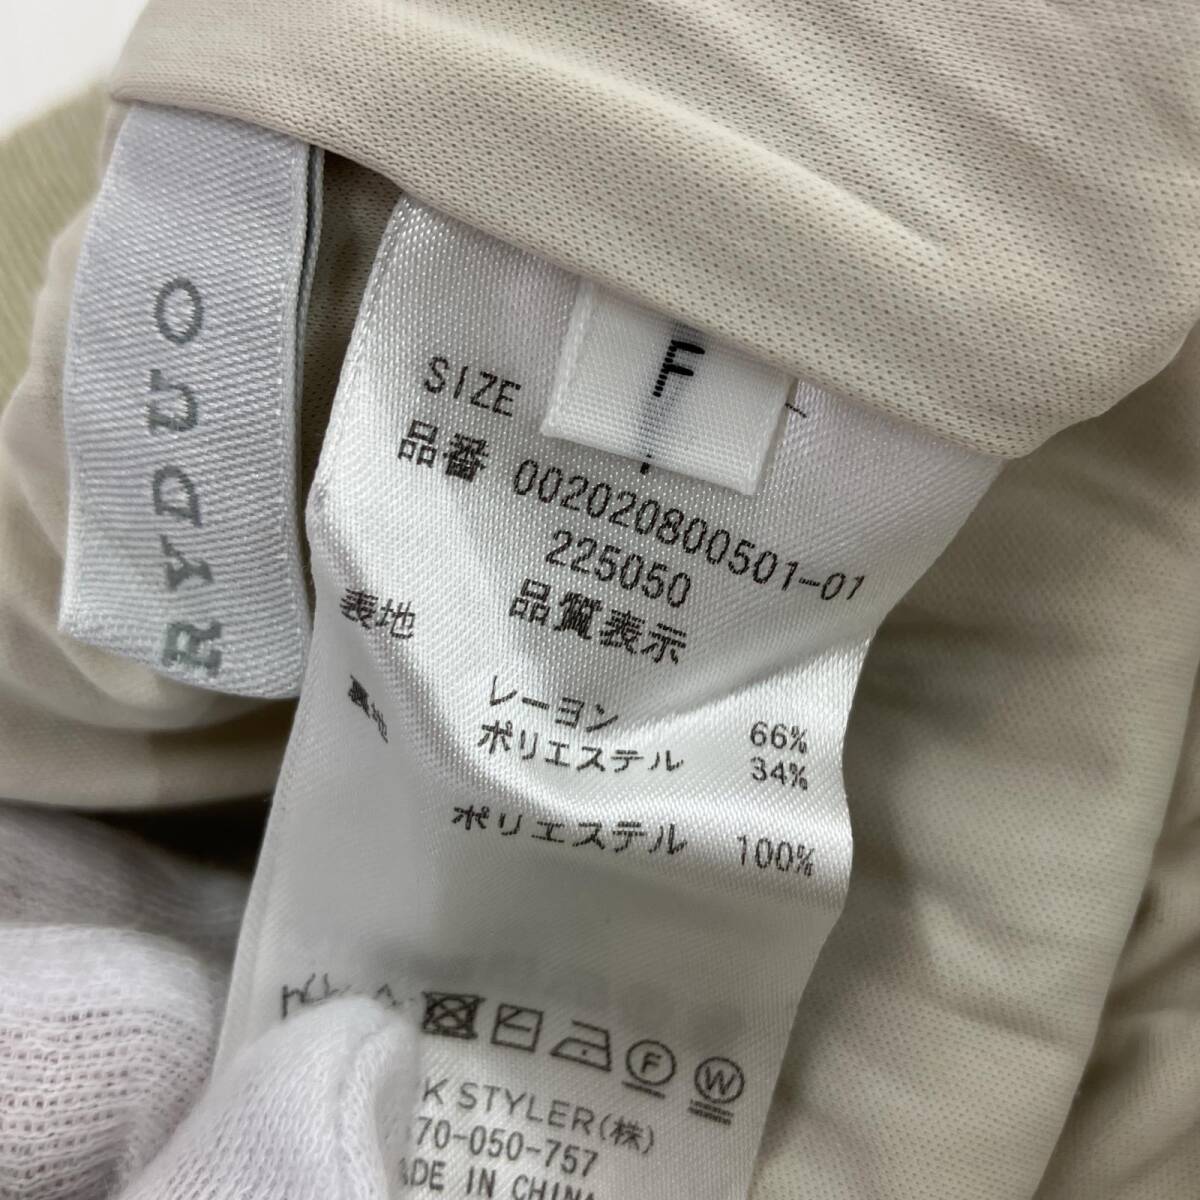 RYDUO
F
SIZE
品番 002020800501-01
225050
品質表示
表地
レーヨン 66%
ポリエステル 34%
裏地
ポリエステル 100%
F
W
K STYLER(株)
70-050-757
ADE IN CHINA